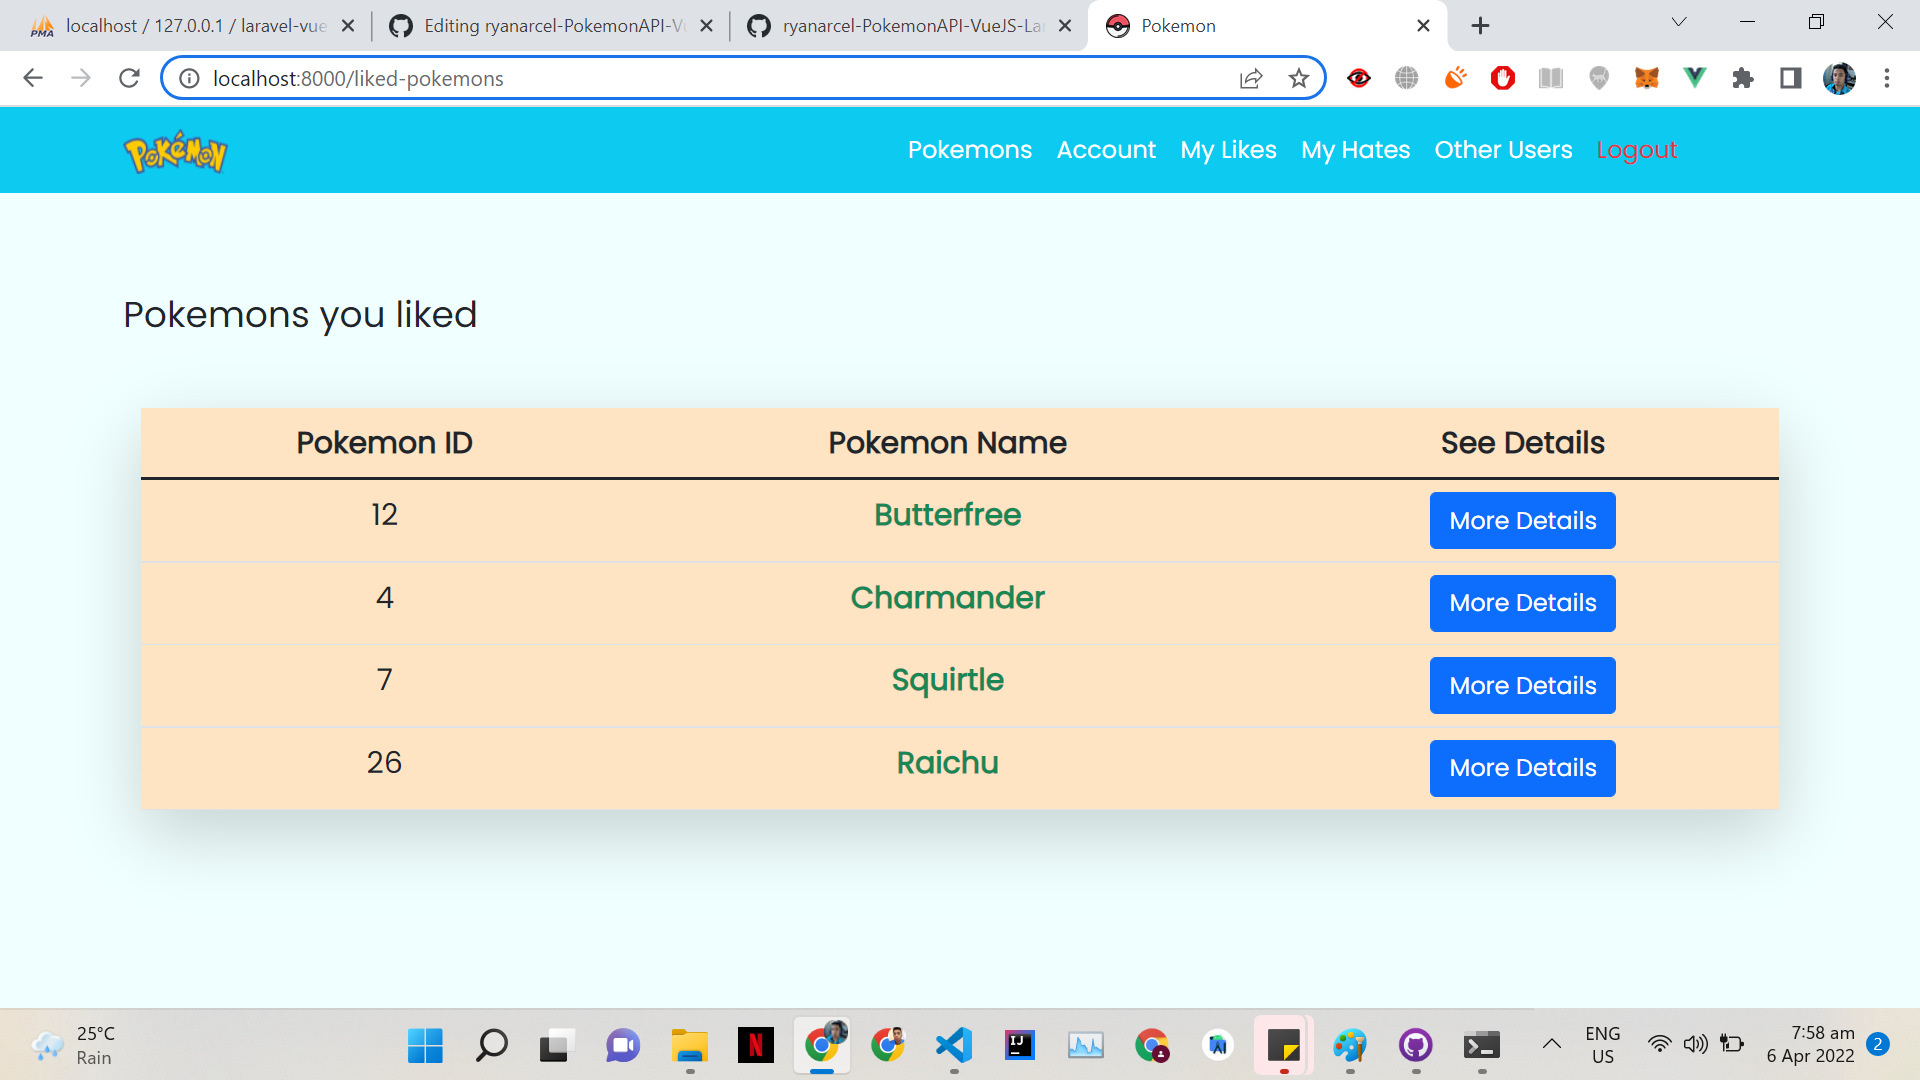 localhost / 127.0.0.1 / laravel-vue
Editing ryanarcel-PokemonAPI-Vu
ryanarcel-PokemonAPI-VueJS-Lar
Pokemon
localhost:8000/liked-pokemons
Pokémon
Pokemons Account My Likes My Hates Other Users Logout
Pokemons you liked
Pokemon ID Pokemon Name See Details
12 Butterfree More Details
4 Charmander More Details
7 Squirtle More Details
26 Raichu More Details
25°C
Rain
ENG
US
7:58 am
6 Apr 2022
2